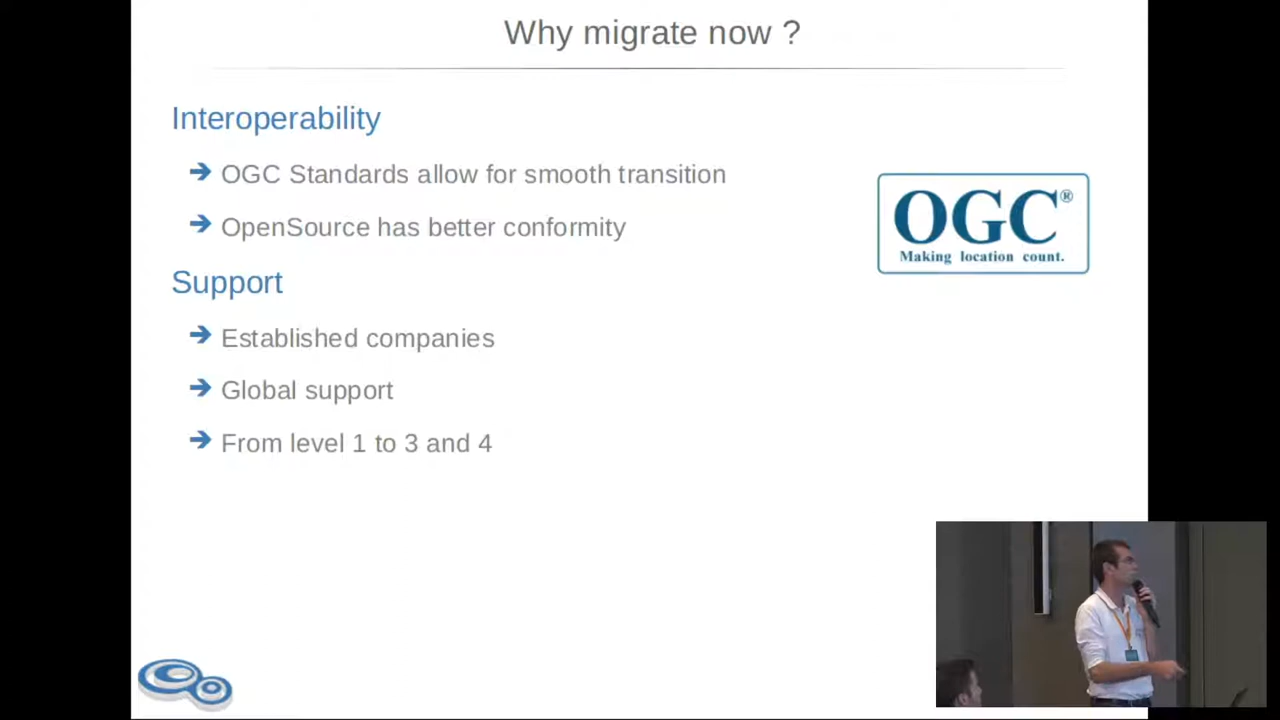 Why migrate now ?
Interoperability
➔ OGC Standards allow for smooth transition
➔ OpenSource has better conformity
OGC®
Making location count.
Support
➔ Established companies
➔ Global support
➔ From level 1 to 3 and 4